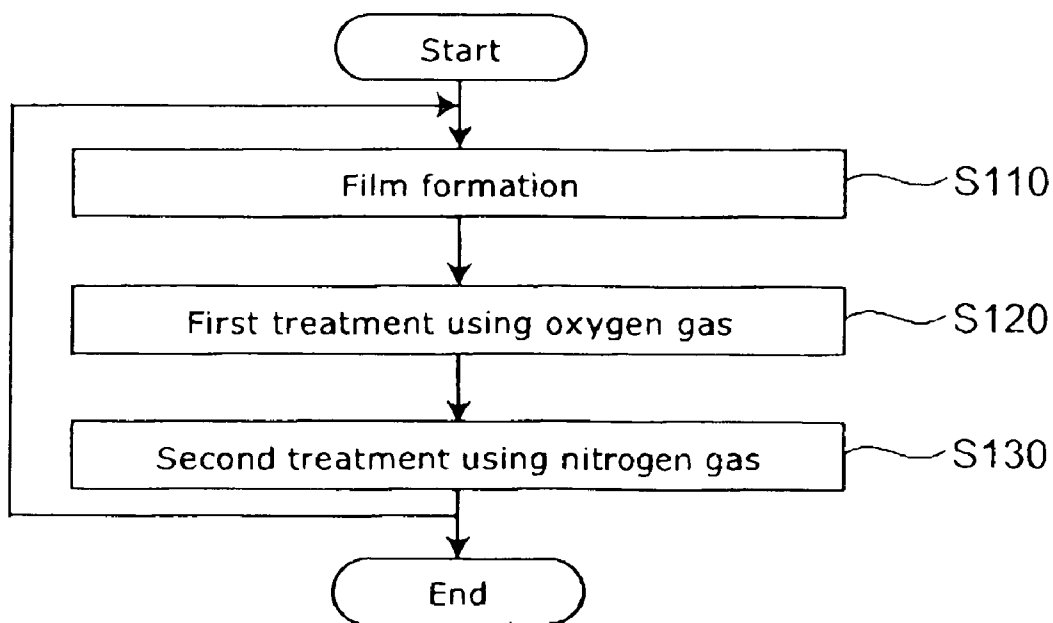 Start
Film formation
S110
First treatment using oxygen gas
S120
Second treatment using nitrogen gas
S130
End